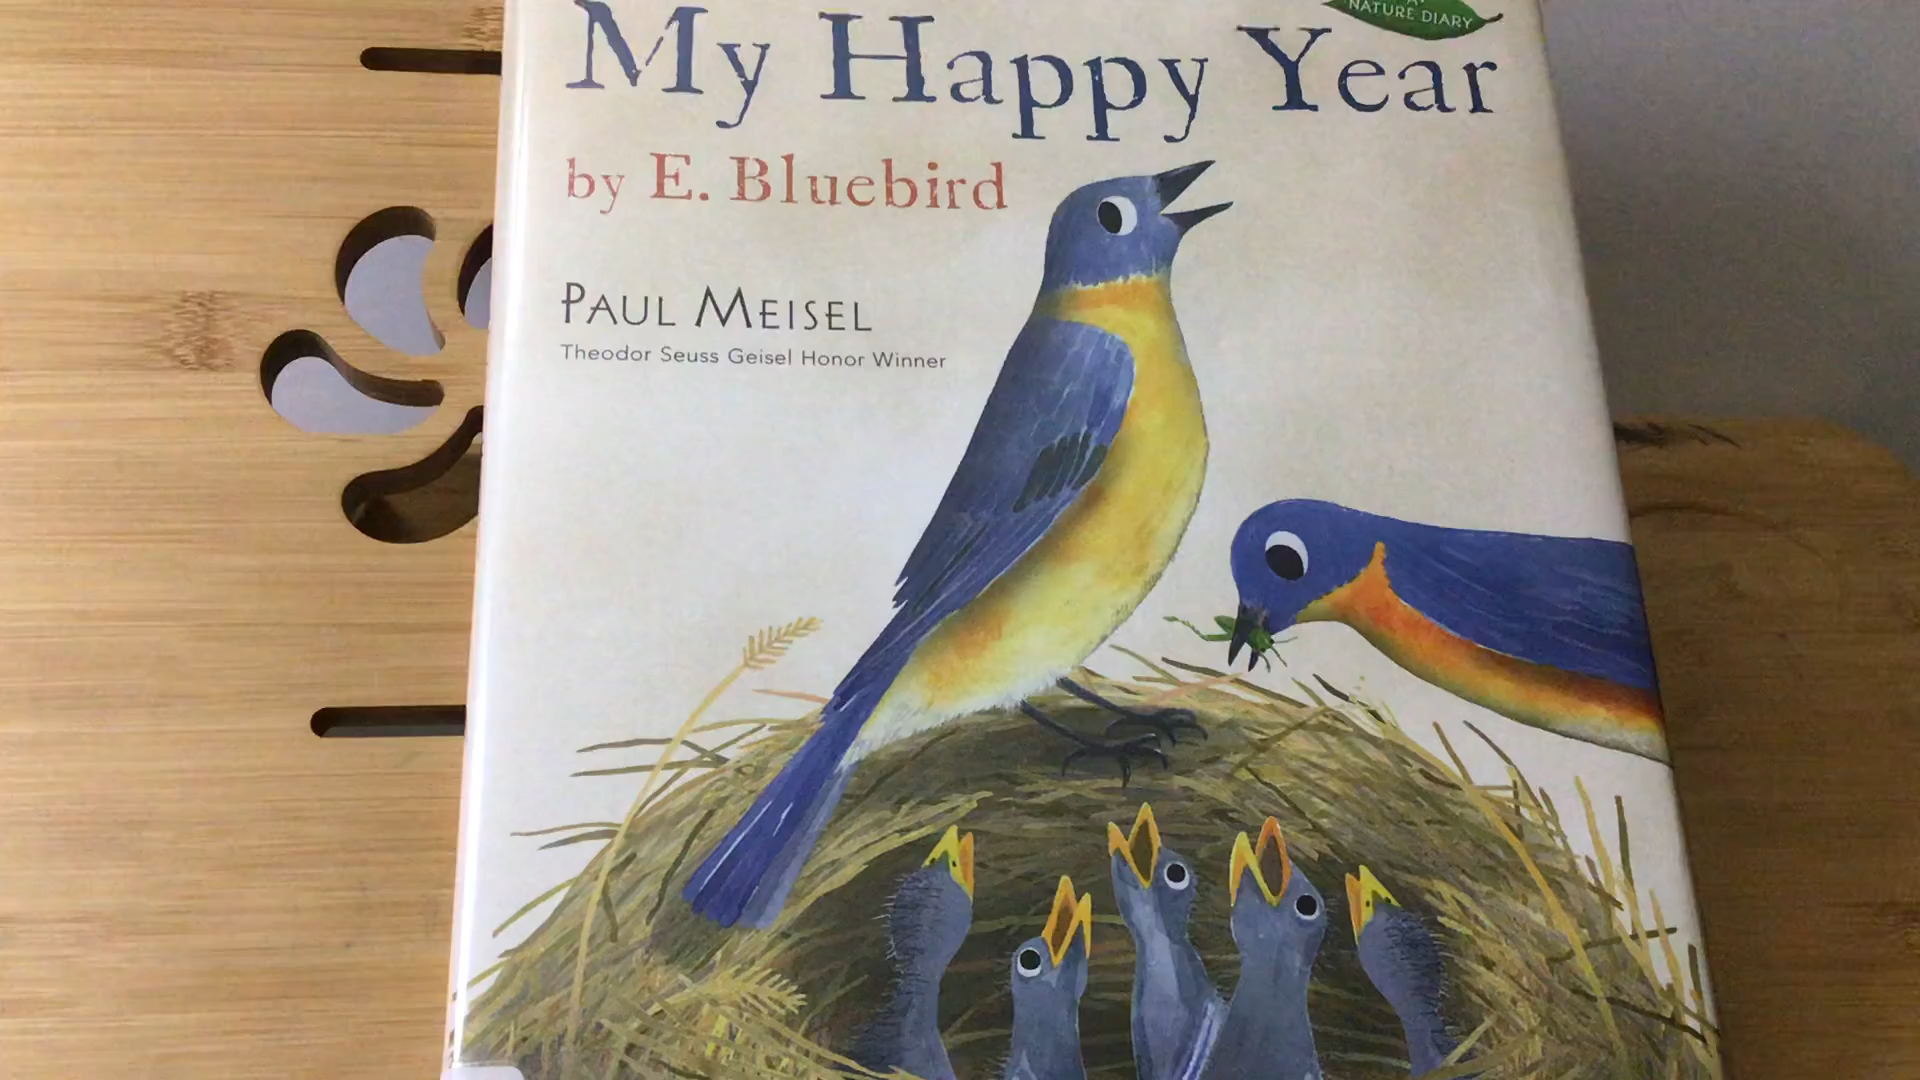 NATURE DIARY
My Happy Year
by E. Bluebird
PAUL MEISEL
Theodor Seuss Geisel Honor Winner